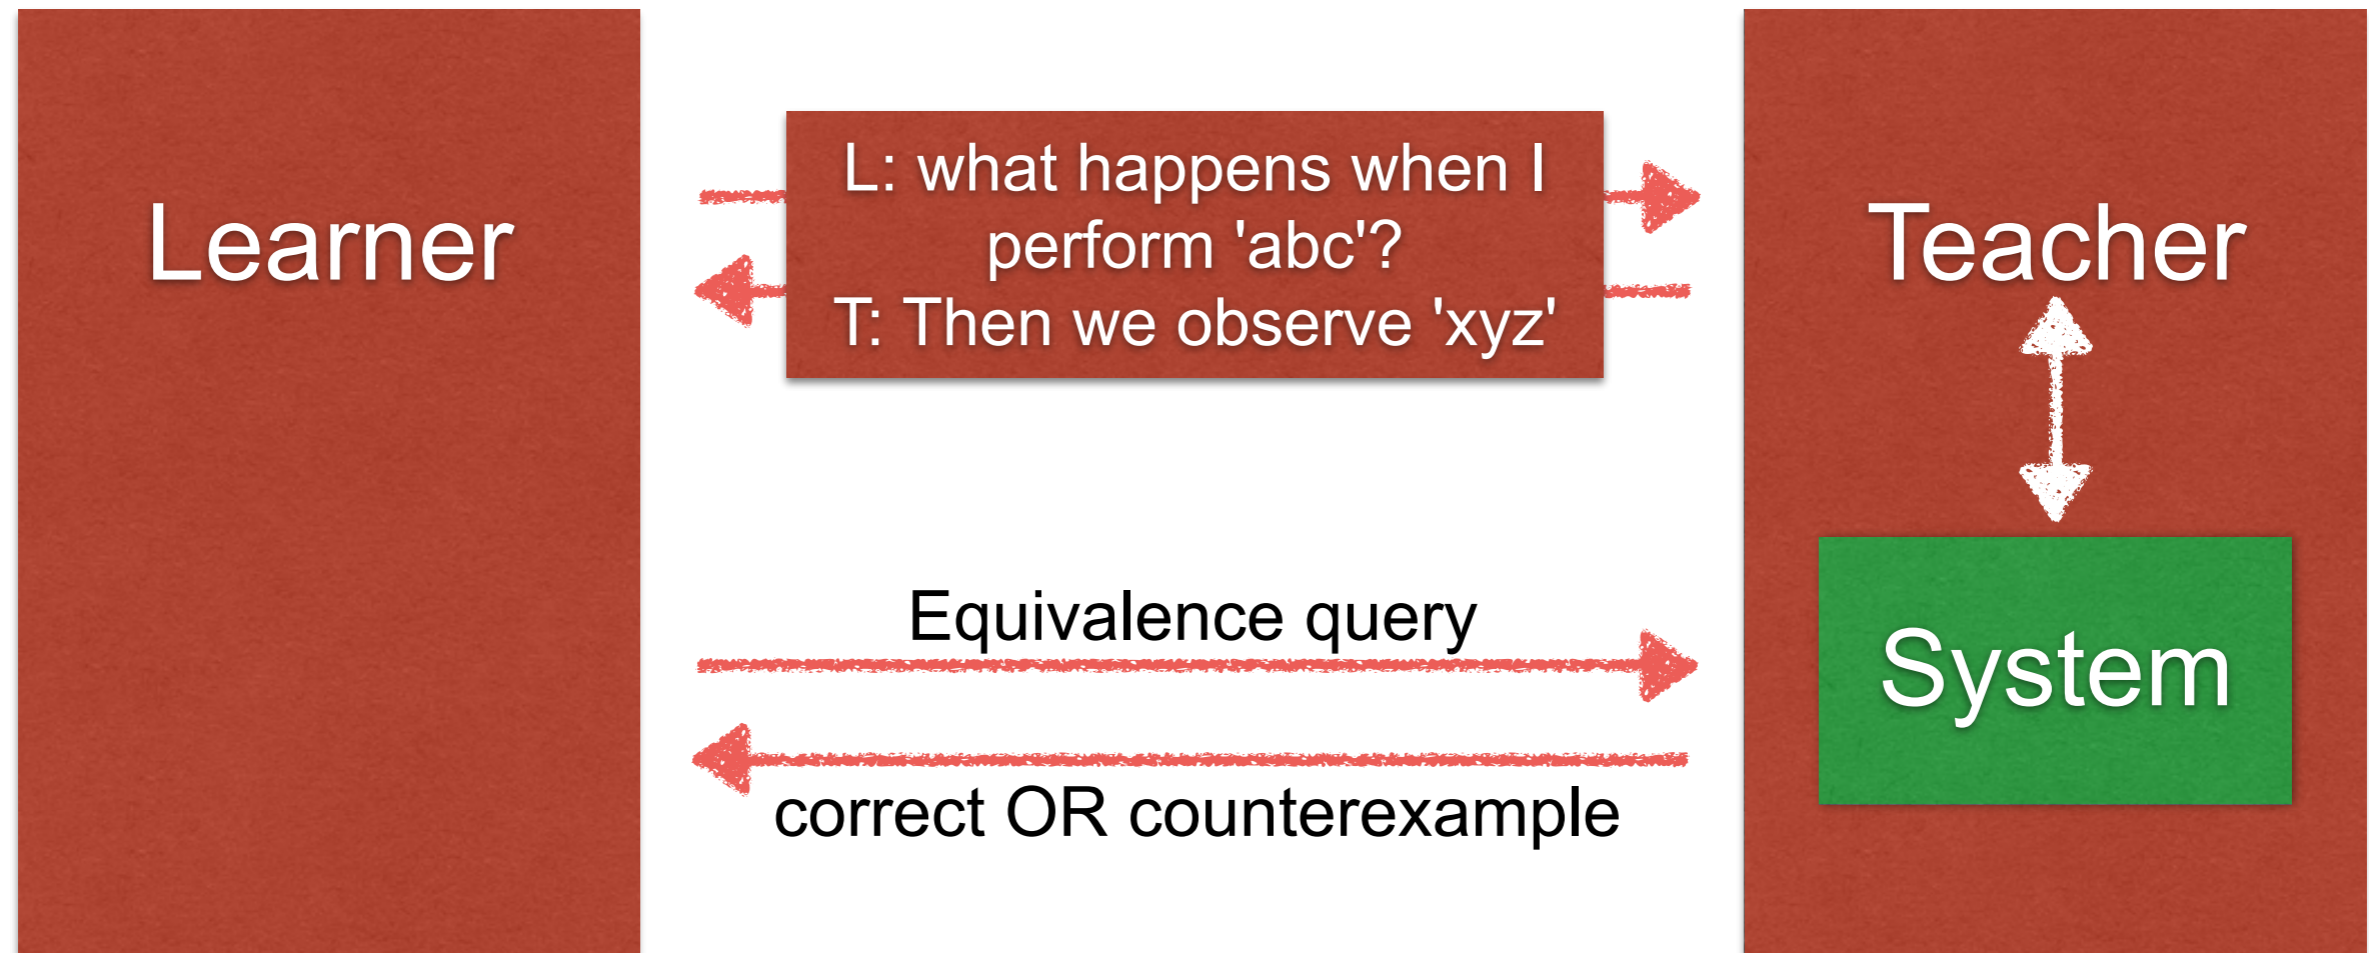 Learner
L: what happens when I
perform 'abc'?
T: Then we observe 'xyz'
Teacher
Equivalence query
System
correct OR counterexample